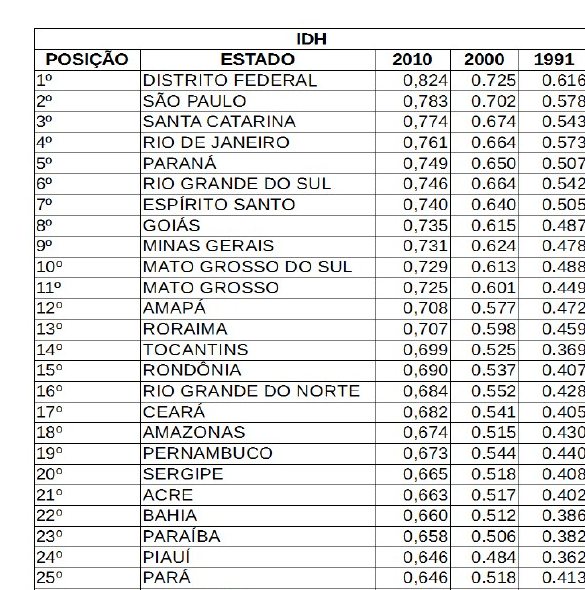 IDH
POSIÇÃO ESTADO 2010 2000 1991
1º DISTRITO FEDERAL 0,824 0.725 0.616
2º SÃO PAULO 0,783 0.702 0.578
3º SANTA CATARINA 0,774 0.674 0.543
4º RIO DE JANEIRO 0,761 0.664 0.573
5º PARANÁ 0,749 0.650 0.507
6º RIO GRANDE DO SUL 0,746 0.664 0.542
7º ESPÍRITO SANTO 0,740 0.640 0.505
8º GOIÁS 0,735 0.615 0.487
9º MINAS GERAIS 0,731 0.624 0.478
10º MATO GROSSO DO SUL 0,729 0.613 0.488
11º MATO GROSSO 0,725 0.601 0.449
12º AMAPÁ 0,708 0.577 0.472
13º RORAIMA 0,707 0.598 0.459
14º TOCANTINS 0,699 0.525 0.369
15º RONDÔNIA 0,690 0.537 0.407
16º RIO GRANDE DO NORTE 0,684 0.552 0.428
17º CEARÁ 0,682 0.541 0.405
18º AMAZONAS 0,674 0.515 0.430
19º PERNAMBUCO 0,673 0.544 0.440
20º SERGIPE 0,665 0.518 0.408
21º ACRE 0,663 0.517 0.402
22º BAHIA 0,660 0.512 0.386
23º PARAÍBA 0,658 0.506 0.382
24º PIAUÍ 0,646 0.484 0.362
25º PARÁ 0,646 0.518 0.413